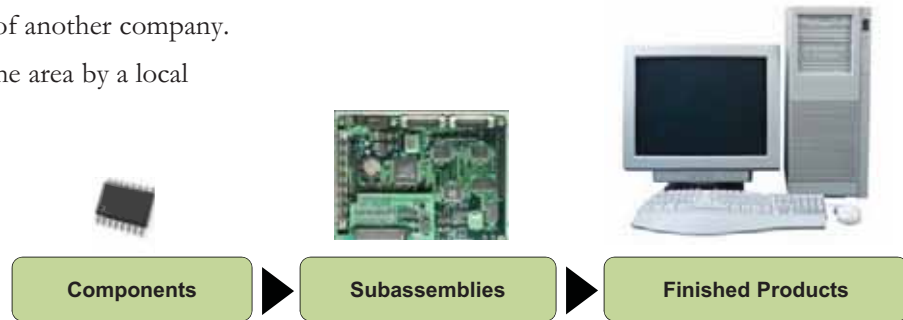 of another company.
ne area by a local
Components
Subassemblies
Finished Products